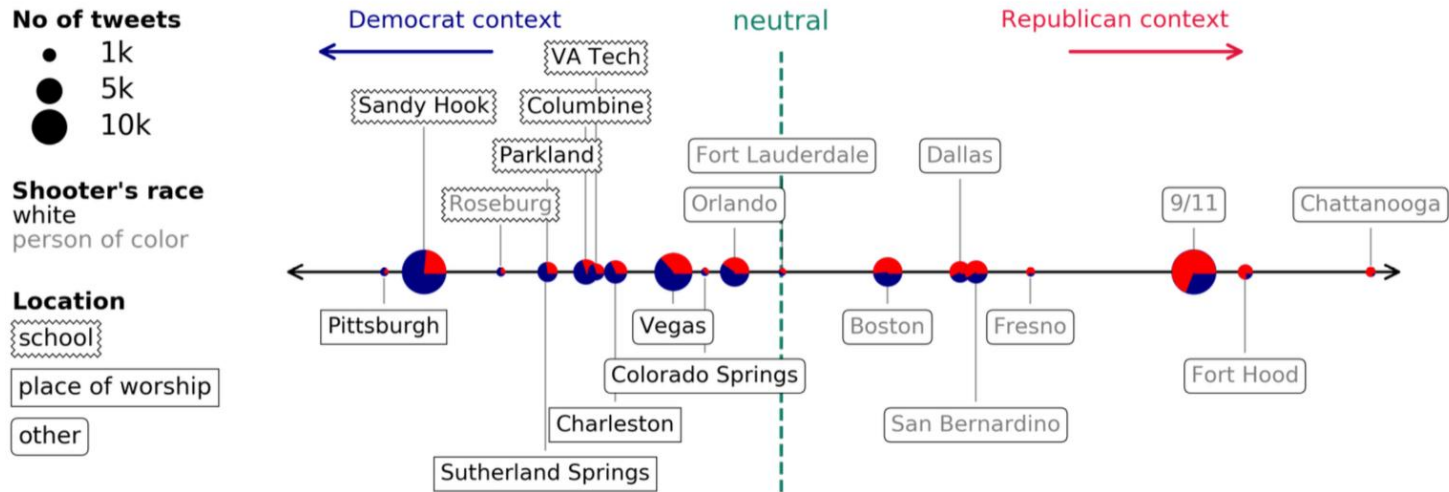 No of tweets
1k
5k
10k
Shooter's race
white
person of color
Location
school
place of worship
other
Democrat context
neutral
Republican context
VA Tech
Sandy Hook
Columbine
Parkland
Fort Lauderdale
Dallas
Roseburg
Orlando
9/11
Chattanooga
Pittsburgh
Vegas
Boston
Fresno
Colorado Springs
Fort Hood
Charleston
San Bernardino
Sutherland Springs